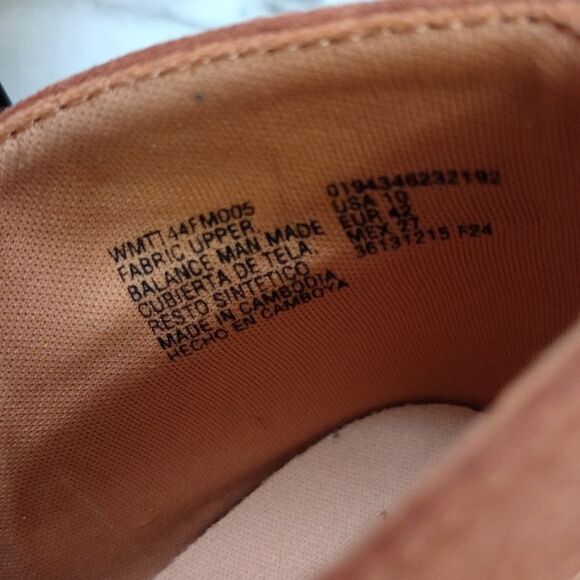 WMTT144FM005
FABRIC UPPER
BALANCE MAN MADE
CUBIERTA DE TELA
RESTO SINTETICO
MADE IN CAMBODIA
HECHO EN CAMBOYA
0194346232192
USA 10
EUR 42
MEX 27
36131215 F24